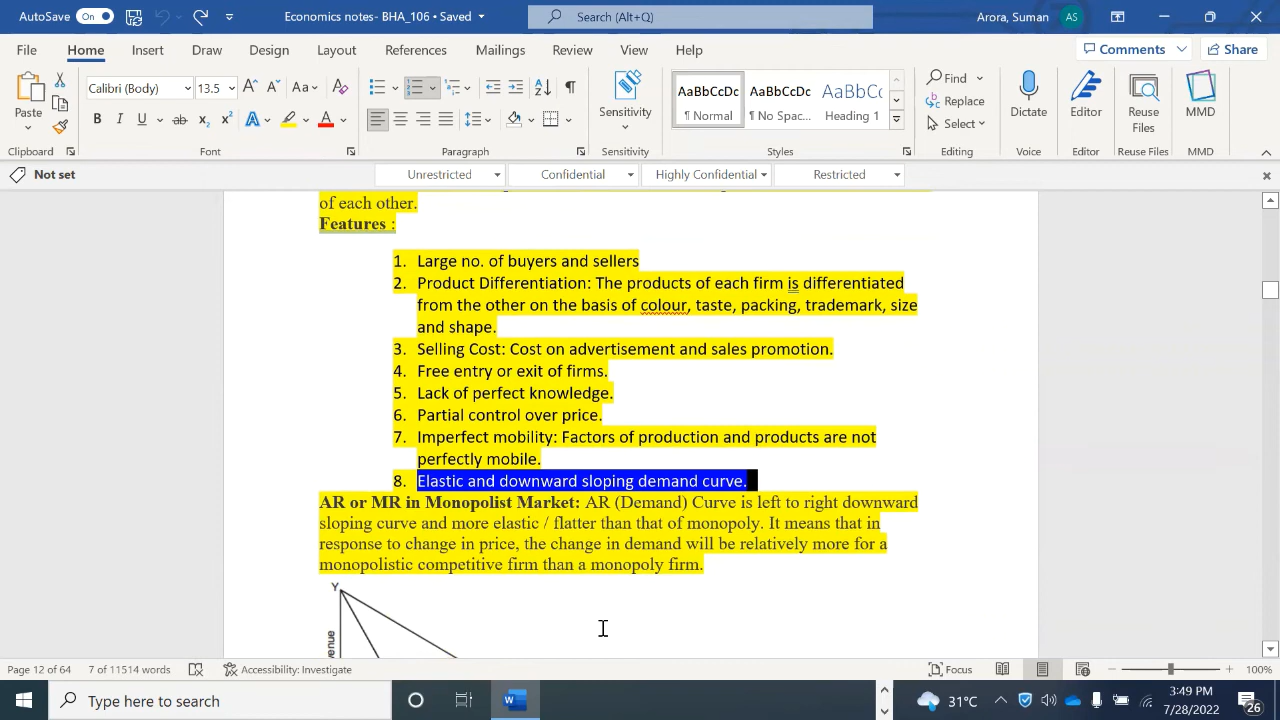 AutoSave On Economics notes- BHA_106 • Saved Search (Alt+Q) Arora, Suman AS
File Home Insert Draw Design Layout References Mailings Review View Help Comments Share
Paste Calibri (Body) 13.5 A A Aa A Sensitivity AaBbCcDc AaBbCcDc AaBbCc Find Dictate Editor Reuse Files MMD
¶ Normal ¶ No Spac... Heading 1 Replace
B I U ab x₂ x² A A Select
Clipboard Font Paragraph Sensitivity Styles Editing Voice Editor Reuse Files MMD
Not set Unrestricted Confidential Highly Confidential Restricted
of each other.
Features :
1. Large no. of buyers and sellers
2. Product Differentiation: The products of each firm is differentiated
from the other on the basis of colour, taste, packing, trademark, size
and shape.
3. Selling Cost: Cost on advertisement and sales promotion.
4. Free entry or exit of firms.
5. Lack of perfect knowledge.
6. Partial control over price.
7. Imperfect mobility: Factors of production and products are not
perfectly mobile.
8. Elastic and downward sloping demand curve.
AR or MR in Monopolist Market: AR (Demand) Curve is left to right downward
sloping curve and more elastic / flatter than that of monopoly. It means that in
response to change in price, the change in demand will be relatively more for a
monopolistic competitive firm than a monopoly firm.
Y
Page 12 of 64 7 of 11514 words Accessibility: Investigate Focus 100%
Type here to search 31°C 3:49 PM
7/28/2022 26